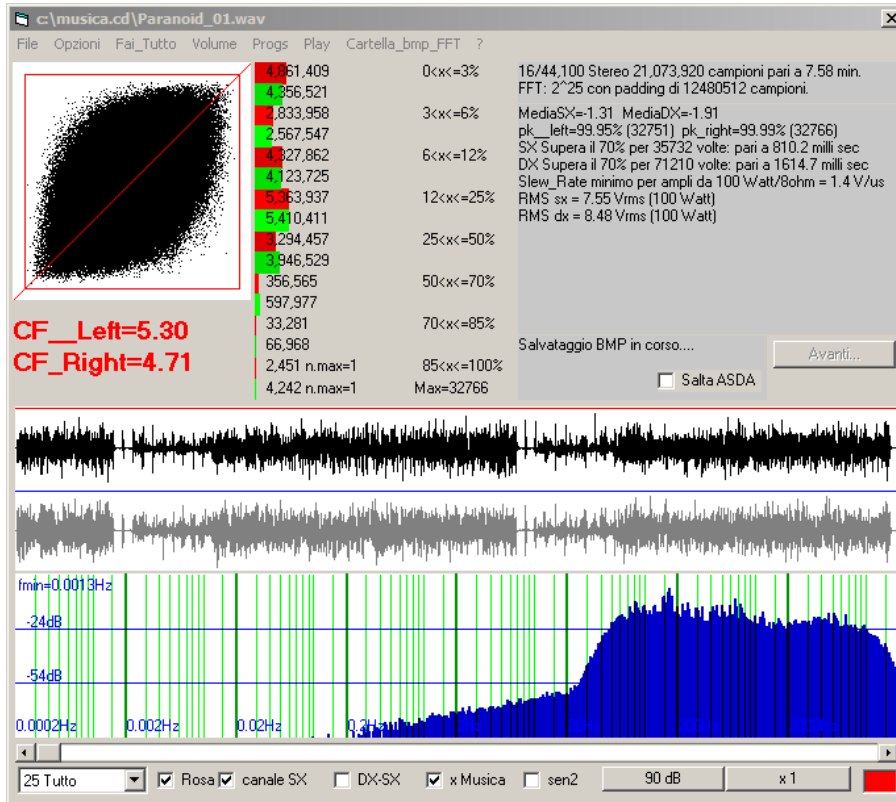 c:\musica.cd\Paranoid_01.wav
File Opzioni Fai_Tutto Volume Progs Play Cartella_bmp_FFT ?
4,861,409 0<x<=3%
4,356,521
2,833,958 3<x<=6%
2,567,547
4,327,862 6<x<=12%
4,123,725
5,363,937 12<x<=25%
5,410,411
3,294,457 25<x<=50%
3,946,529
356,565 50<x<=70%
597,977
33,281 70<x<=85%
66,968
2,451 n.max=1 85<x<=100%
4,242 n.max=1 Max=32766
CF__Left=5.30
CF_Right=4.71
16/44,100 Stereo 21,073,920 campioni pari a 7.58 min.
FFT: 2^25 con padding di 12480512 campioni.
MediaSX=-1.31 MediaDX=-1.91
pk__left=99.95% (32751) pk_right=99.99% (32766)
SX Supera il 70% per 35732 volte: pari a 810.2 milli sec
DX Supera il 70% per 71210 volte: pari a 1614.7 milli sec
Slew_Rate minimo per ampli da 100 Watt/8ohm = 1.4 V/us
RMS sx = 7.55 Vrms (100 Watt)
RMS dx = 8.48 Vrms (100 Watt)
Salvataggio BMP in corso....
Salta ASDA
Avanti...
fmin=0.0013Hz
-24dB
-54dB
0.0002Hz 0.002Hz 0.02Hz 0.2Hz
25 Tutto Rosa canale SX DX-SX x Musica sen2 90 dB x 1